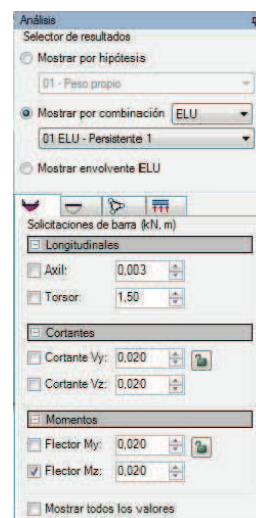 Análisis
Selector de resultados
Mostrar por hipótesis
01 - Peso propio
Mostrar por combinación ELU
01 ELU - Persistente 1
Mostrar envolvente ELU
Solicitaciones de barra (kN, m)
Longitudinales
Axil: 0,003
Torsor: 1,50
Cortantes
Cortante Vy: 0,020
Cortante Vz: 0,020
Momentos
Flector My: 0,020
Flector Mz: 0,020
Mostrar todos los valores